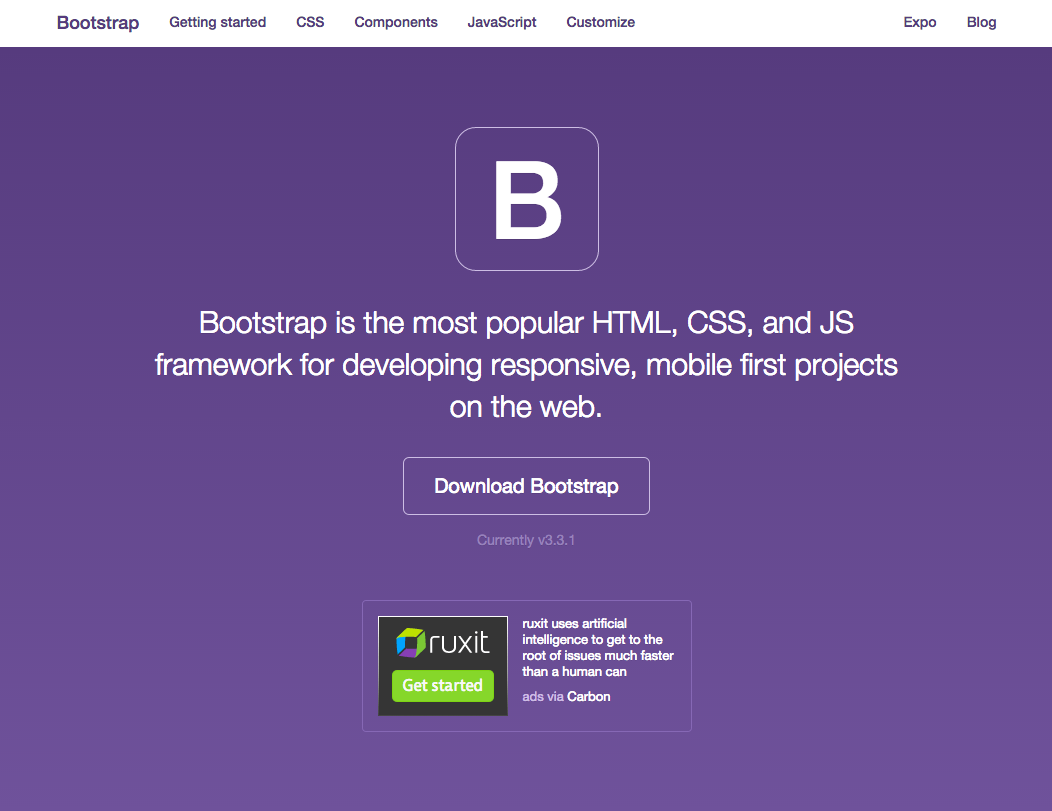 Bootstrap Getting started CSS Components JavaScript Customize Expo Blog
B
Bootstrap is the most popular HTML, CSS, and JS
framework for developing responsive, mobile first projects
on the web.
Download Bootstrap
Currently v3.3.1
ruxit
Get started
ruxit uses artificial
intelligence to get to the
root of issues much faster
than a human can
ads via Carbon